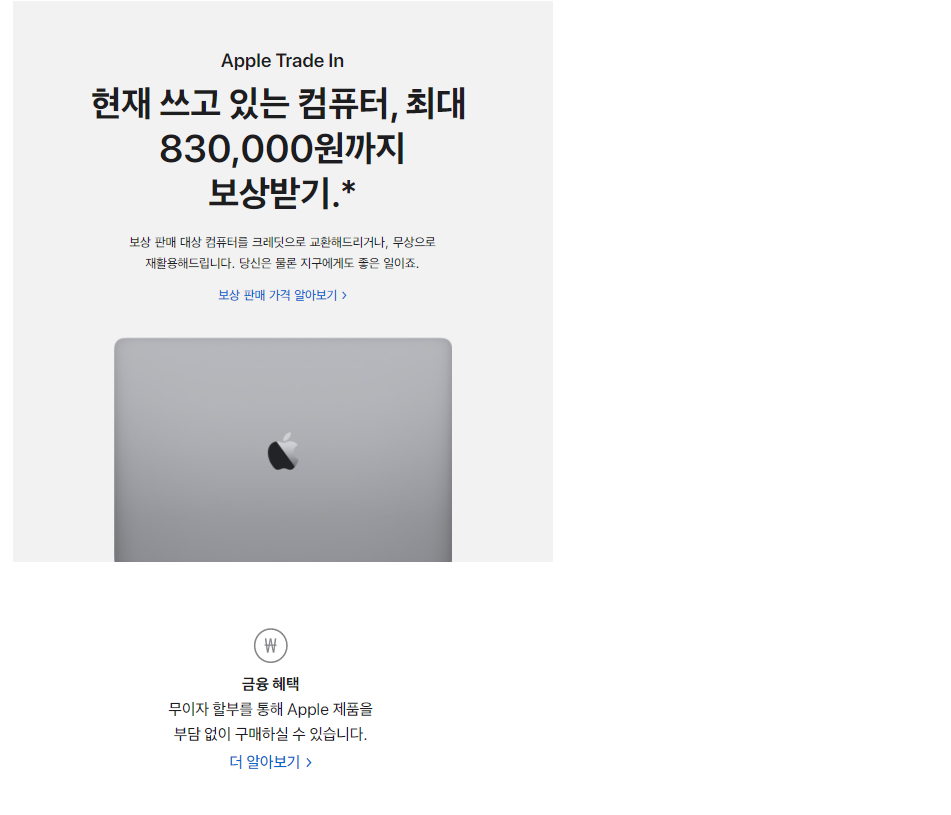 Apple Trade In
현재 쓰고 있는 컴퓨터, 최대
830,000원까지
보상받기.*
보상 판매 대상 컴퓨터를 크레딧으로 교환해드리거나, 무상으로
재활용해드립니다. 당신은 물론 지구에게도 좋은 일이죠.
보상 판매 가격 알아보기 >
₩
금융 혜택
무이자 할부를 통해 Apple 제품을
부담 없이 구매하실 수 있습니다.
더 알아보기 >